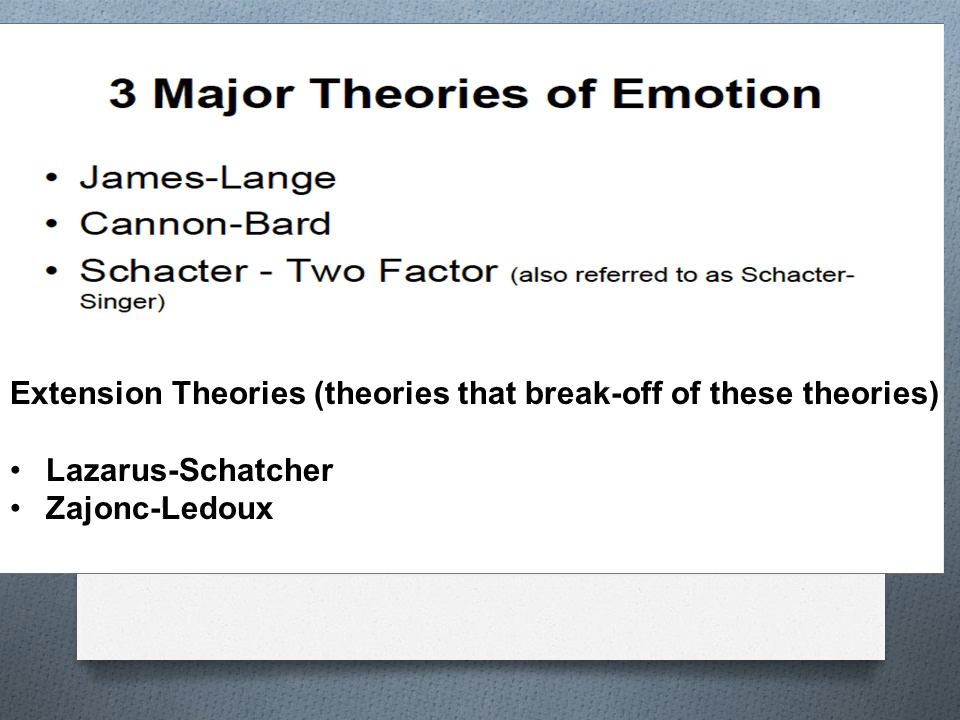 3 Major Theories of Emotion
• James-Lange
• Cannon-Bard
• Schacter - Two Factor (also referred to as Schacter-
Singer)
Extension Theories (theories that break-off of these theories)
• Lazarus-Schatcher
• Zajonc-Ledoux